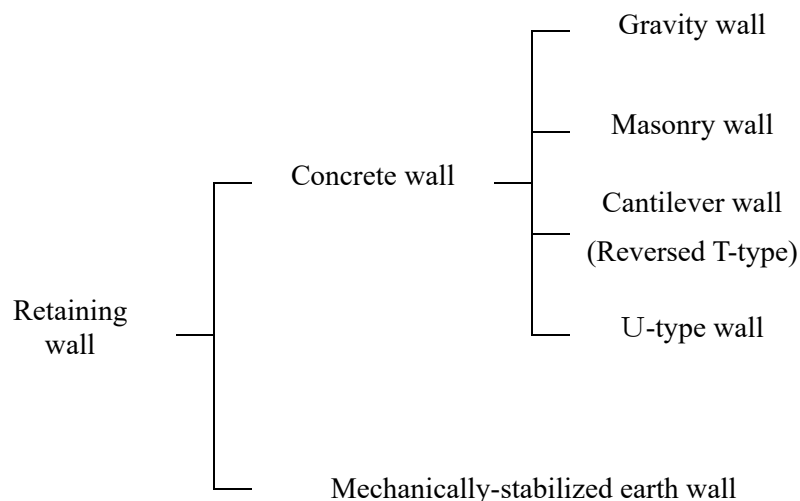 Gravity wall
Masonry wall
Concrete wall
Cantilever wall
(Reversed T-type)
Retaining
wall
U-type wall
Mechanically-stabilized earth wall